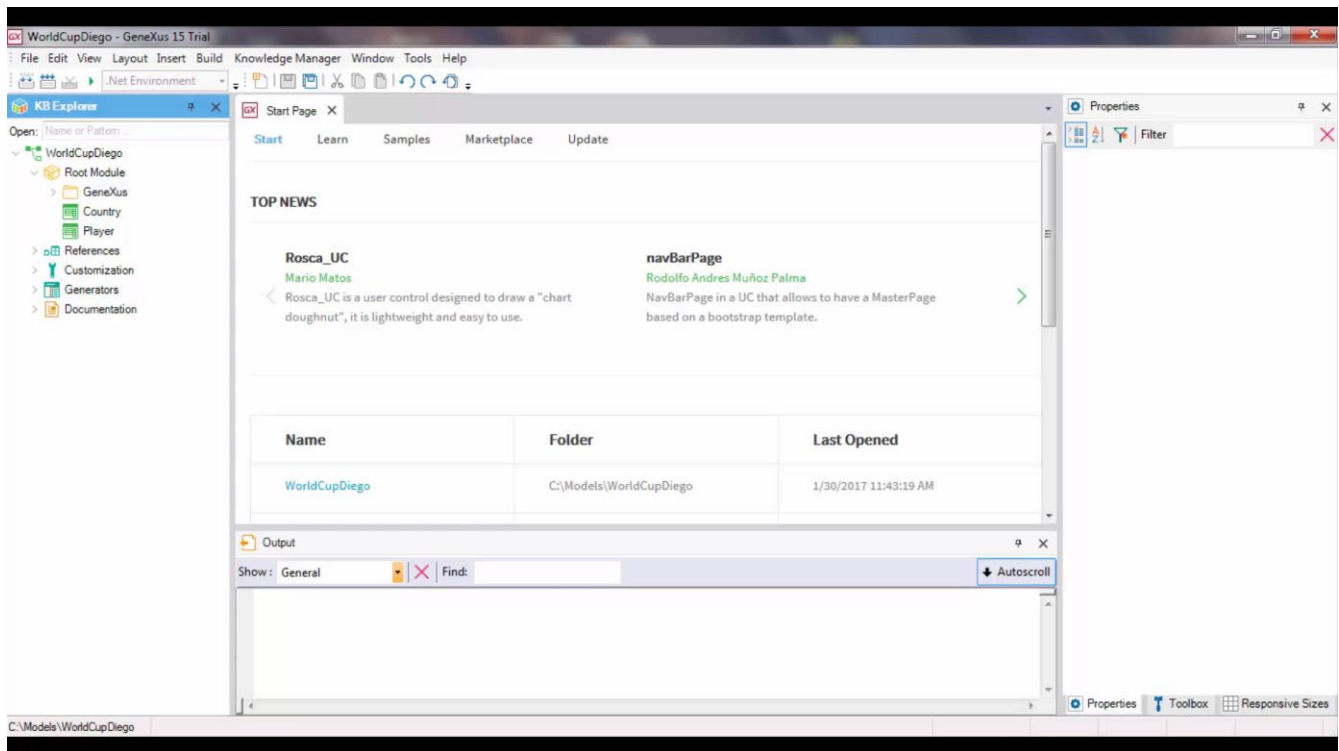 GX WorldCupDiego - GeneXus 15 Trial
File Edit View Layout Insert Build Knowledge Manager Window Tools Help
.Net Environment
KB Explorer
Open: Name or Pattern ...
WorldCupDiego
Root Module
GeneXus
Country
Player
References
Customization
Generators
Documentation
GX Start Page
Start Learn Samples Marketplace Update
TOP NEWS
Rosca_UC
Mario Matos
Rosca_UC is a user control designed to draw a "chart
doughnut", it is lightweight and easy to use.
navBarPage
Rodolfo Andres Muñoz Palma
NavBarPage in a UC that allows to have a MasterPage
based on a bootstrap template.
Name Folder Last Opened
WorldCupDiego C:\Models\WorldCupDiego 1/30/2017 11:43:19 AM
Output
Show: General Find: Autoscroll
Properties
Filter
Properties Toolbox Responsive Sizes
C:\Models\WorldCupDiego